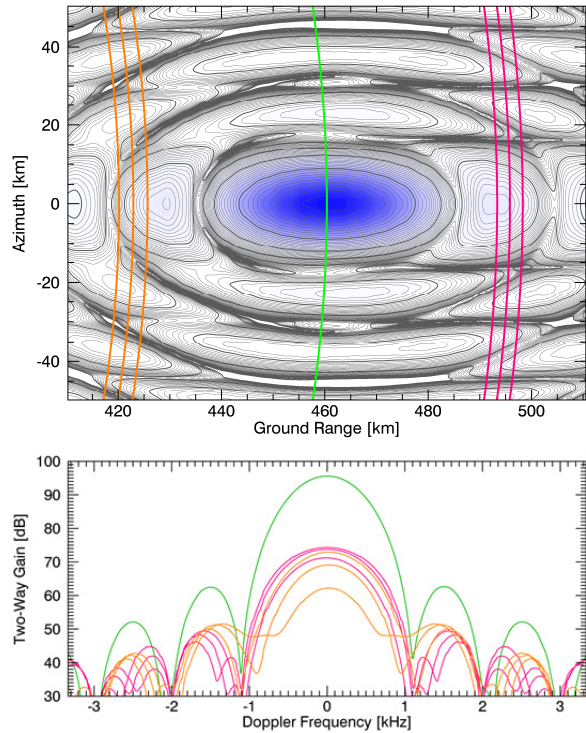 40
20
0
-20
-40
Azimuth [km]
420 440 460 480 500
Ground Range [km]
100
90
80
70
60
50
40
30
Two-Way Gain [dB]
-3 -2 -1 0 1 2 3
Doppler Frequency [kHz]